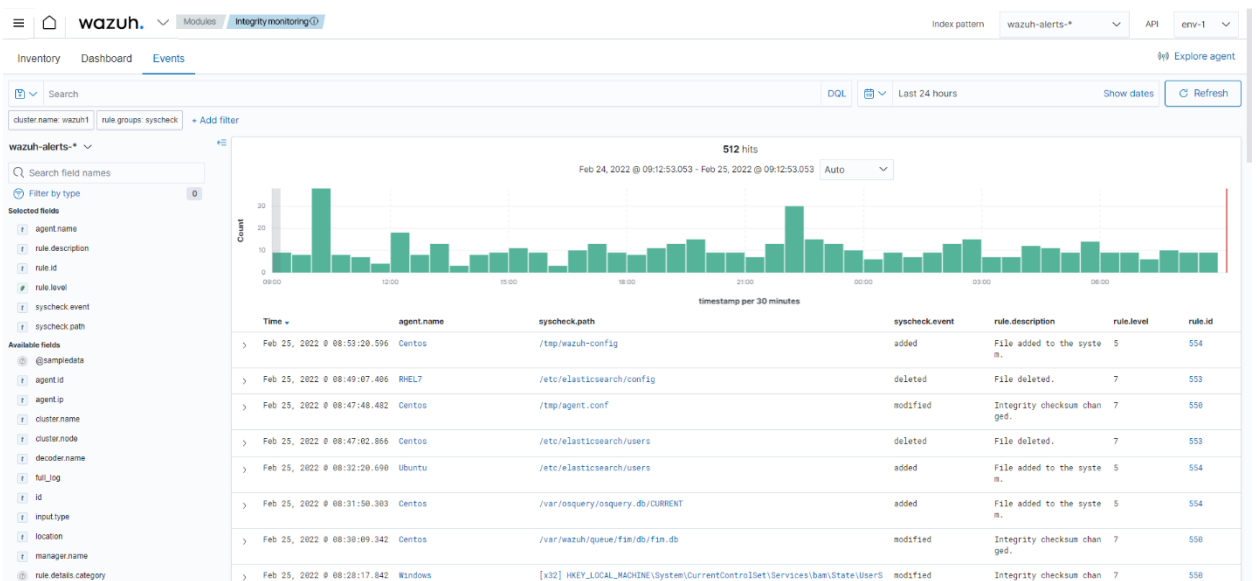 wazuh. Modules Integrity monitoring Index pattern wazuh-alerts-* API env-1
Inventory Dashboard Events Explore agent
Search DQL Last 24 hours Show dates Refresh
cluster.name: wazuh1 rule.groups: syscheck + Add filter
wazuh-alerts-*
Search field names
Filter by type 0
Selected fields
t agent.name
t rule.description
t rule.id
# rule.level
t syscheck.event
t syscheck.path
Available fields
@sampledata
t agent.id
t agent.ip
t cluster.name
t cluster.node
t decoder.name
t full_log
t id
t input.type
t location
t manager.name
rule.details.category
512 hits
Feb 24, 2022 @ 09:12:53.053 - Feb 25, 2022 @ 09:12:53.053 Auto
Count
30
20
10
0
09:00 12:00 15:00 18:00 21:00 00:00 03:00 06:00
timestamp per 30 minutes
Time agent.name syscheck.path syscheck.event rule.description rule.level rule.id
Feb 25, 2022 @ 08:53:20.596 Centos /tmp/wazuh-config added File added to the syste 5 554
m.
Feb 25, 2022 @ 08:49:07.406 RHEL7 /etc/elasticsearch/config deleted File deleted. 7 553
Feb 25, 2022 @ 08:47:48.482 Centos /tmp/agent.conf modified Integrity checksum chan 7 550
ged.
Feb 25, 2022 @ 08:47:02.866 Centos /etc/elasticsearch/users deleted File deleted. 7 553
Feb 25, 2022 @ 08:32:20.690 Ubuntu /etc/elasticsearch/users added File added to the syste 5 554
m.
Feb 25, 2022 @ 08:31:50.303 Centos /var/osquery/osquery.db/CURRENT added File added to the syste 5 554
m.
Feb 25, 2022 @ 08:30:09.342 Centos /var/wazuh/queue/fim/db/fim.db modified Integrity checksum chan 7 550
ged.
Feb 25, 2022 @ 08:28:17.842 Windows [x32] HKEY_LOCAL_MACHINE\System\CurrentControlSet\Services\bam\State\UserS modified Integrity checksum chan 7 550